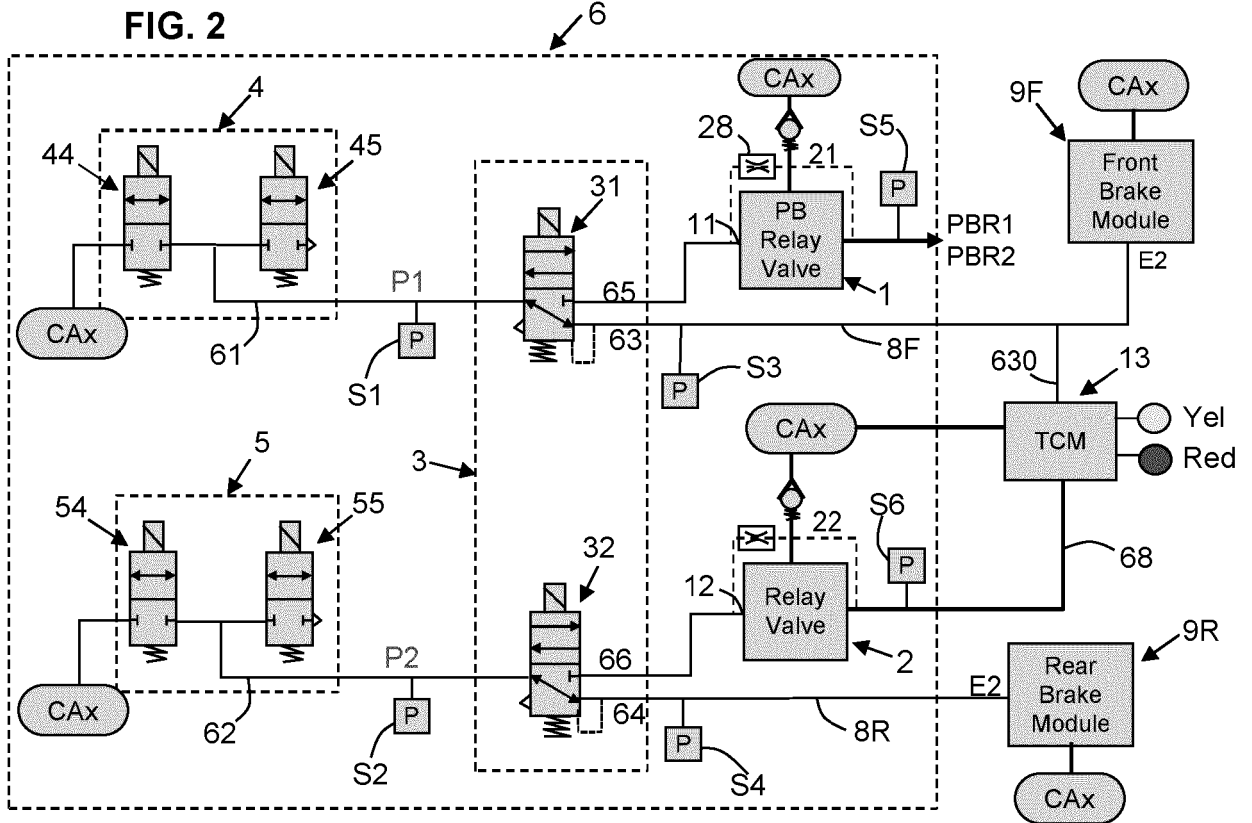 FIG. 2
6
4
44
45
CAx
61
P1
P
S1
31
65
63
3
CAx
28
21
11
PB
Relay
Valve
1
S5
P
PBR1
PBR2
9F
CAx
Front
Brake
Module
E2
8F
P
S3
630
13
TCM
Yel
Red
5
54
55
CAx
62
P2
P
S2
32
66
64
CAx
22
12
Relay
Valve
2
S6
P
68
P
S4
8R
E2
9R
Rear
Brake
Module
CAx